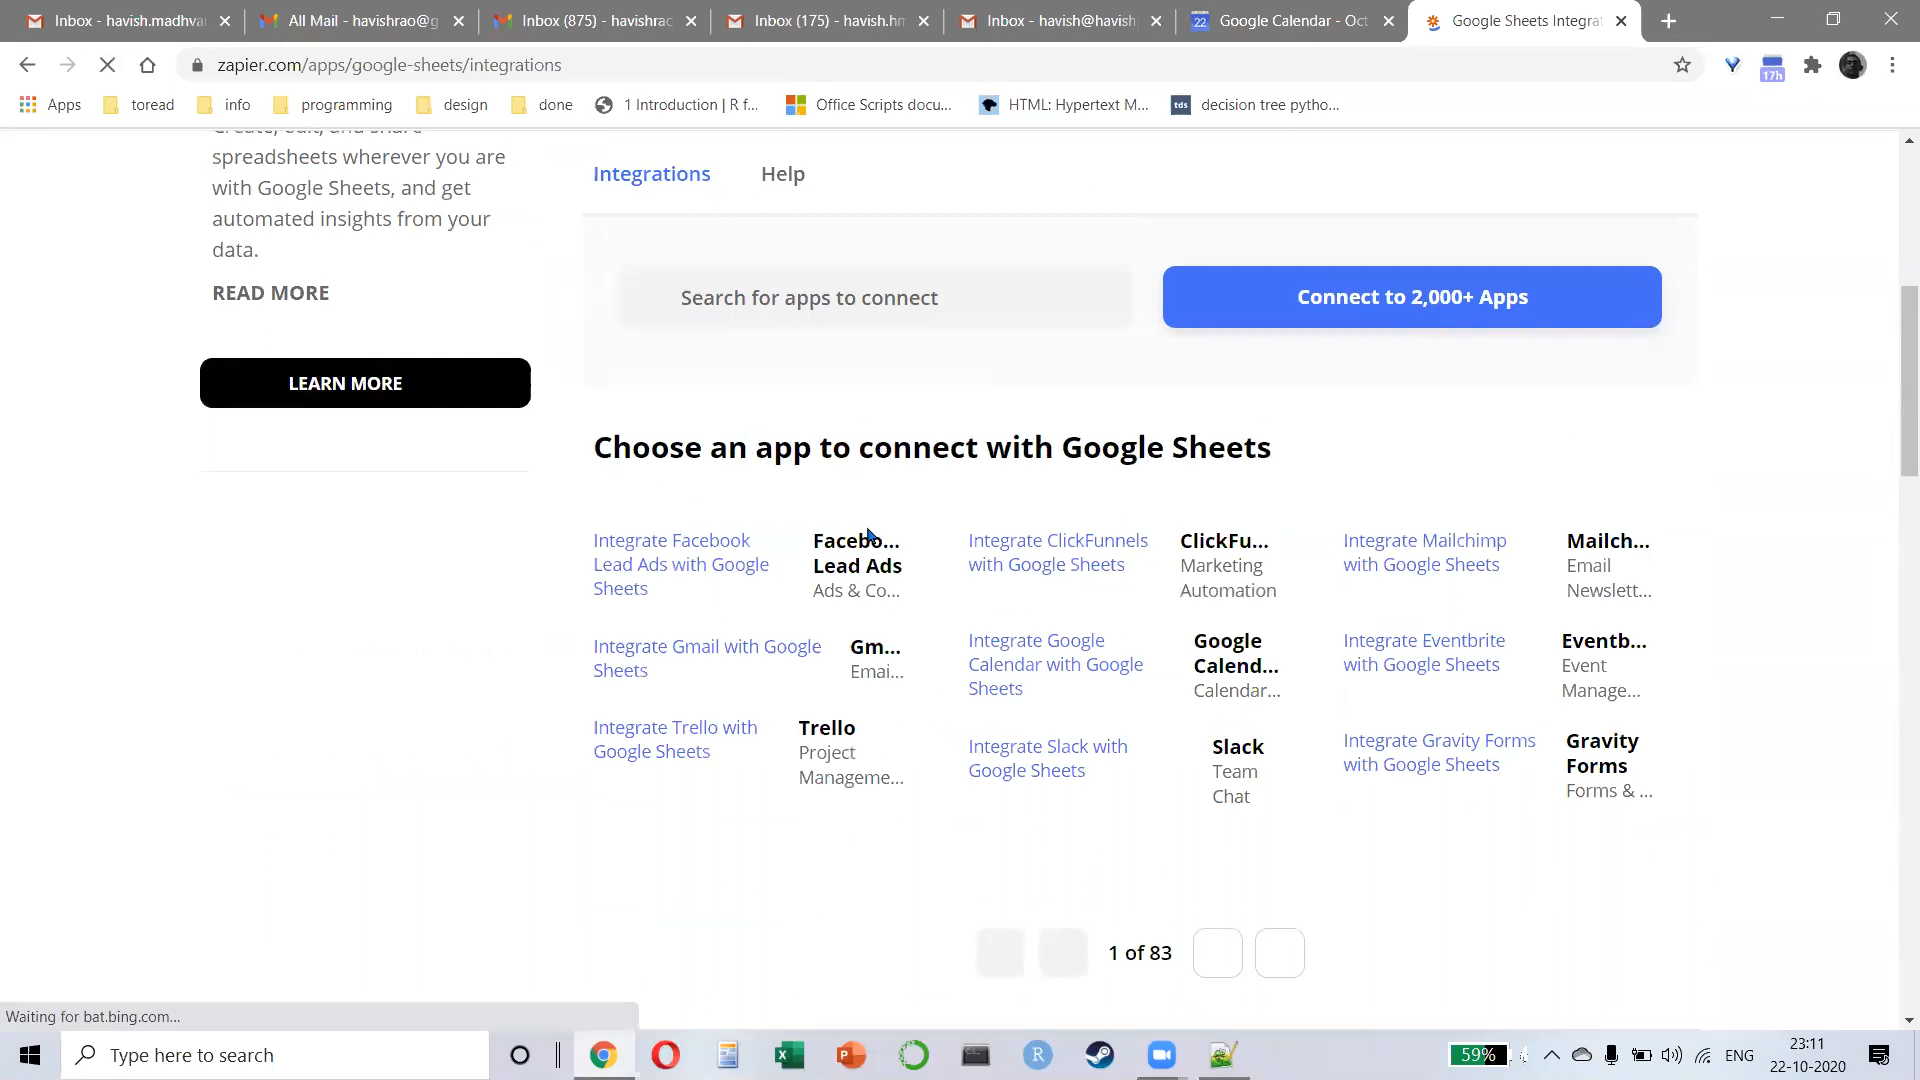 Inbox - havish.madhva
All Mail - havishrao@g
Inbox (875) - havishrao
Inbox (175) - havish.hm
Inbox - havish@havish
Google Calendar - Oct
Google Sheets Integrat
zapier.com/apps/google-sheets/integrations
17h
Apps
toread
info
programming
design
done
1 Introduction | R f...
Office Scripts docu...
HTML: Hypertext M...
tds
decision tree pytho...
Create, edit, and share
spreadsheets wherever you are
with Google Sheets, and get
automated insights from your
data.
READ MORE
LEARN MORE
Integrations
Help
Search for apps to connect
Connect to 2,000+ Apps
Choose an app to connect with Google Sheets
Integrate Facebook
Lead Ads with Google
Sheets
Facebo...
Lead Ads
Ads & Co...
Integrate ClickFunnels
with Google Sheets
ClickFu...
Marketing
Automation
Integrate Mailchimp
with Google Sheets
Mailch...
Email
Newslett...
Integrate Gmail with Google
Sheets
Gm...
Emai...
Integrate Google
Calendar with Google
Sheets
Google
Calend...
Calendar...
Integrate Eventbrite
with Google Sheets
Eventb...
Event
Manage...
Integrate Trello with
Google Sheets
Trello
Project
Manageme...
Integrate Slack with
Google Sheets
Slack
Team
Chat
Integrate Gravity Forms
with Google Sheets
Gravity
Forms
Forms & ...
1 of 83
Waiting for bat.bing.com...
Type here to search
59%
ENG
23:11
22-10-2020